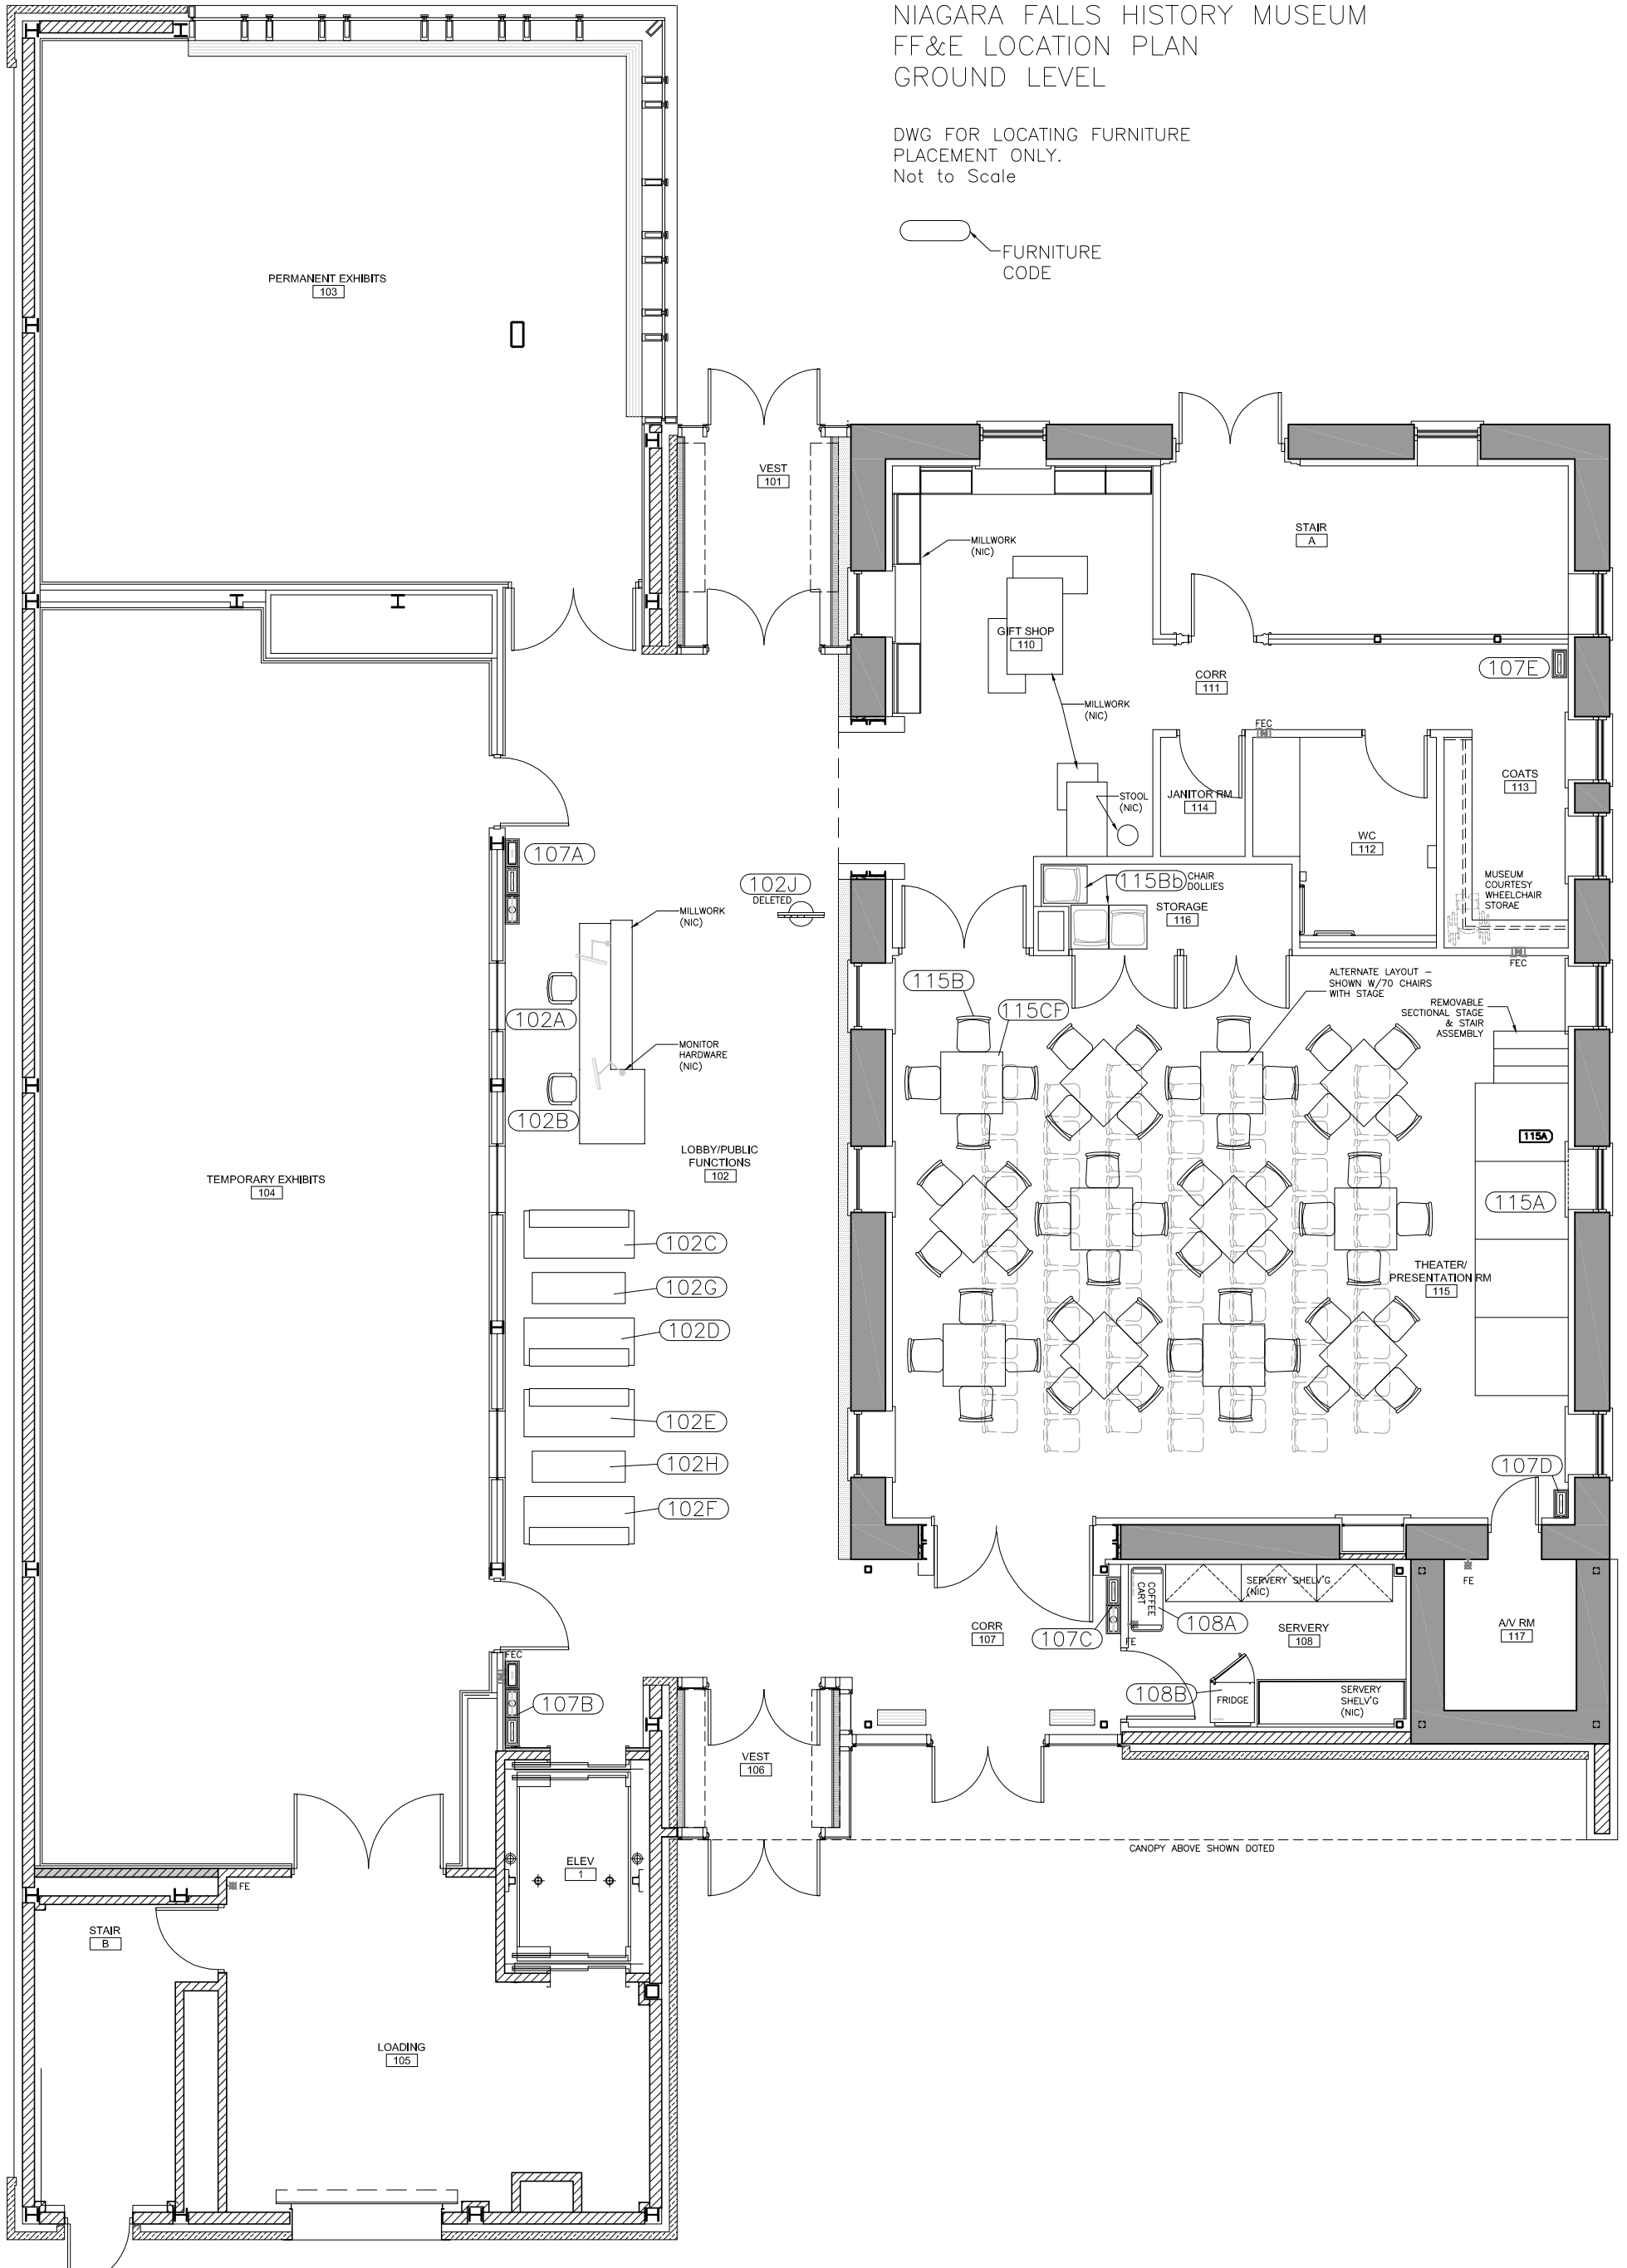 NIAGARA FALLS HISTORY MUSEUM
FF&E LOCATION PLAN
GROUND LEVEL
DWG FOR LOCATING FURNITURE
PLACEMENT ONLY.
Not to Scale
FURNITURE
CODE
PERMANENT EXHIBITS
103
VEST
101
MILLWORK
(NIC)
STAIR
A
GIFT SHOP
110
107E
CORR
111
MILLWORK
(NIC)
FEC
COATS
113
STOOL
(NIC)
JANITOR RM
114
WC
112
107A
102J
DELETED
115Bb
CHAIR
DOLLIES
MUSEUM
COURTESY
WHEELCHAIR
STORAE
MILLWORK
(NIC)
STORAGE
116
FEC
115B
ALTERNATE LAYOUT –
SHOWN W/70 CHAIRS
WITH STAGE
102A
115CF
REMOVABLE
SECTIONAL STAGE
& STAIR
ASSEMBLY
MONITOR
HARDWARE
(NIC)
102B
115A
LOBBY/PUBLIC
FUNCTIONS
102
TEMPORARY EXHIBITS
104
115A
102C
102G
THEATER/
PRESENTATION RM
115
102D
102E
102H
107D
102F
COFFEE
CART
SERVERY SHELV'G
(NIC)
FE
108A
CORR
107
107C
FE
SERVERY
108
A/V RM
117
FEC
107B
108B
FRIDGE
SERVERY
SHELV'G
(NIC)
VEST
106
CANOPY ABOVE SHOWN DOTED
ELEV
1
FE
STAIR
B
LOADING
105